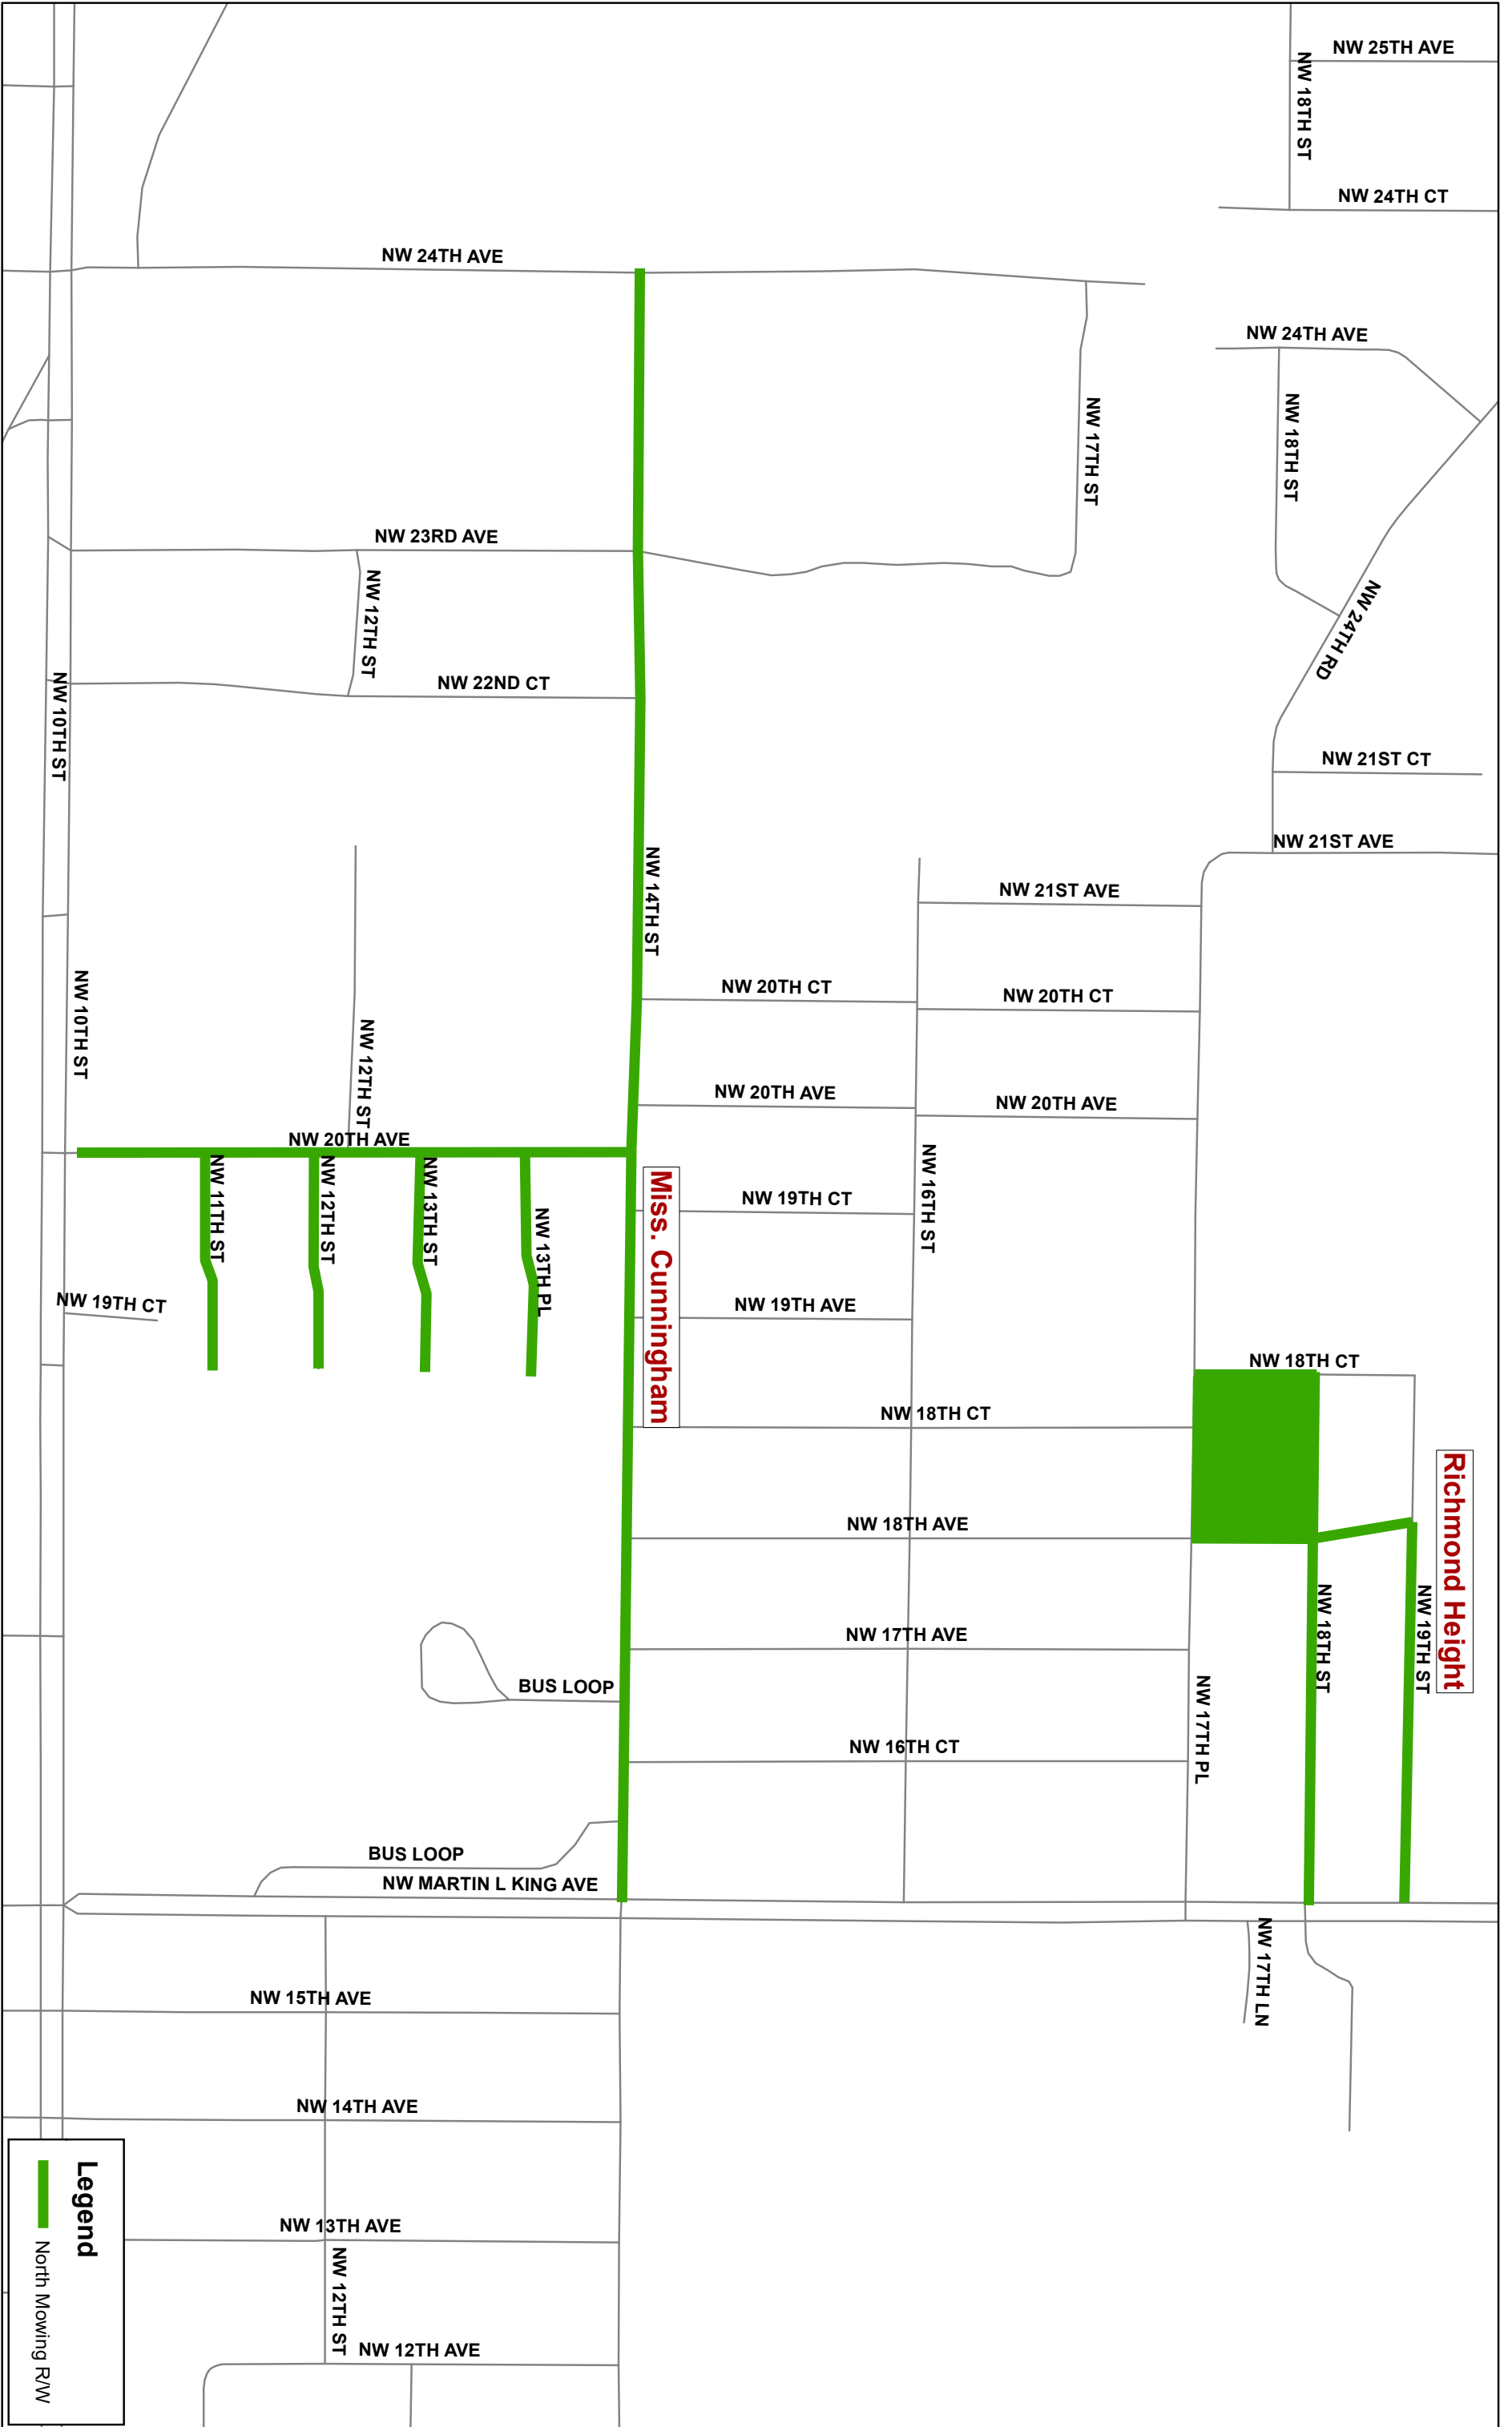 NW 25TH AVE
NW 18TH ST
NW 24TH CT
NW 24TH AVE
NW 24TH AVE
NW 17TH ST
NW 18TH ST
NW 23RD AVE
NW 12TH ST
NW 24TH RD
NW 22ND CT
NW 10TH ST
NW 21ST CT
NW 21ST AVE
NW 14TH ST
NW 21ST AVE
NW 10TH ST
NW 20TH CT
NW 20TH CT
NW 12TH ST
NW 20TH AVE
NW 20TH AVE
NW 20TH AVE
NW 11TH ST
NW 12TH ST
NW 13TH ST
NW 13TH PL
Miss. Cunningham
NW 19TH CT
NW 16TH ST
NW 19TH CT
NW 19TH AVE
NW 18TH CT
NW 18TH CT
Richmond Height
NW 18TH AVE
NW 18TH ST
NW 19TH ST
NW 17TH AVE
BUS LOOP
NW 17TH PL
NW 16TH CT
BUS LOOP
NW MARTIN L KING AVE
NW 17TH LN
NW 15TH AVE
NW 14TH AVE
NW 13TH AVE
NW 12TH ST
NW 12TH AVE
Legend
North Mowing R/W